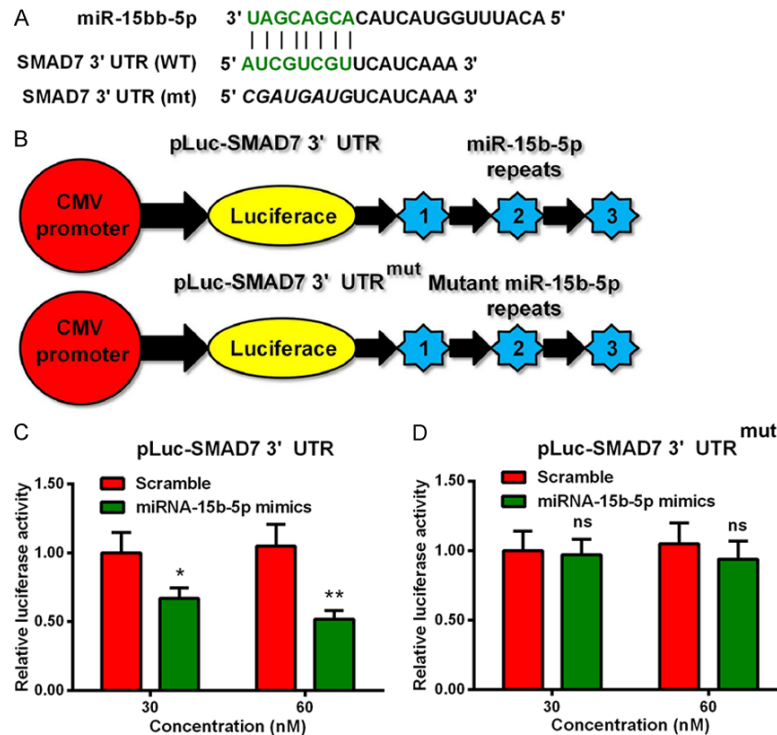 A
miR-15bb-5p 3' UAGCAGCACAUCAUGGUUUACA 5'
SMAD7 3' UTR (WT) 5' AUCGUCGUUCAUCAAA 3'
SMAD7 3' UTR (mt) 5' CGAUGAUGUCAUCAAA 3'
B
pLuc-SMAD7 3' UTR
miR-15b-5p
repeats
CMV
promoter
Luciferace
1
2
3
pLuc-SMAD7 3' UTR mut
Mutant miR-15b-5p
repeats
CMV
promoter
Luciferace
1
2
3
C
pLuc-SMAD7 3' UTR
Relative luciferase activity
1.50
1.00
0.50
0.00
Scramble
miRNA-15b-5p mimics
*
**
30
60
Concentration (nM)
D
pLuc-SMAD7 3' UTR mut
Relative luciferase activity
1.50
1.00
0.50
0.00
Scramble
miRNA-15b-5p mimics
ns
ns
30
60
Concentration (nM)